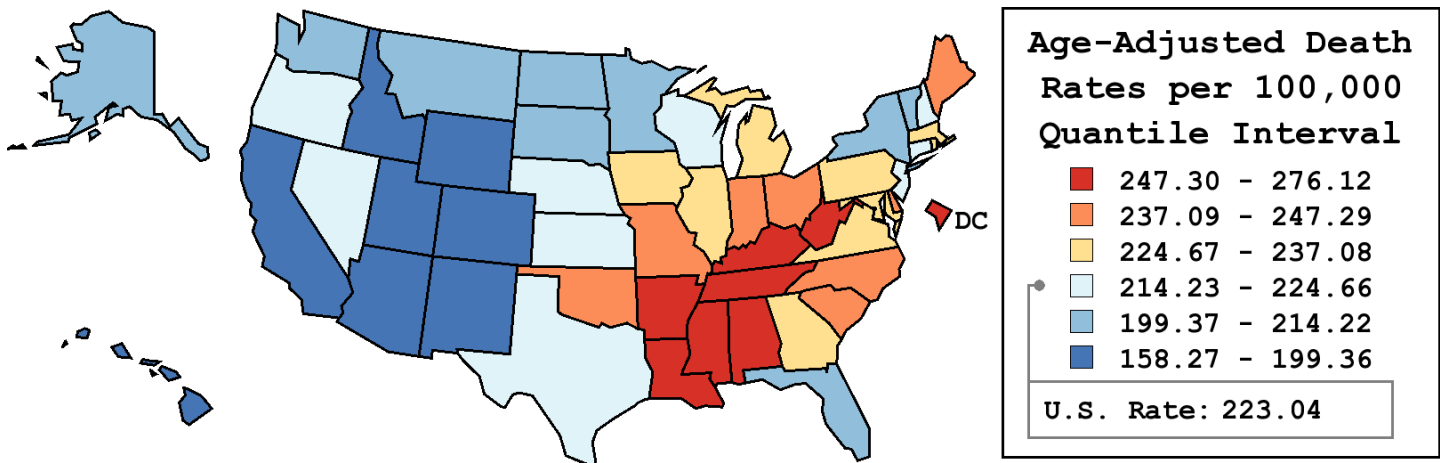 Age-Adjusted Death
Rates per 100,000
Quantile Interval
247.30 - 276.12
237.09 - 247.29
224.67 - 237.08
214.23 - 224.66
199.37 - 214.22
158.27 - 199.36
U.S. Rate: 223.04
DC